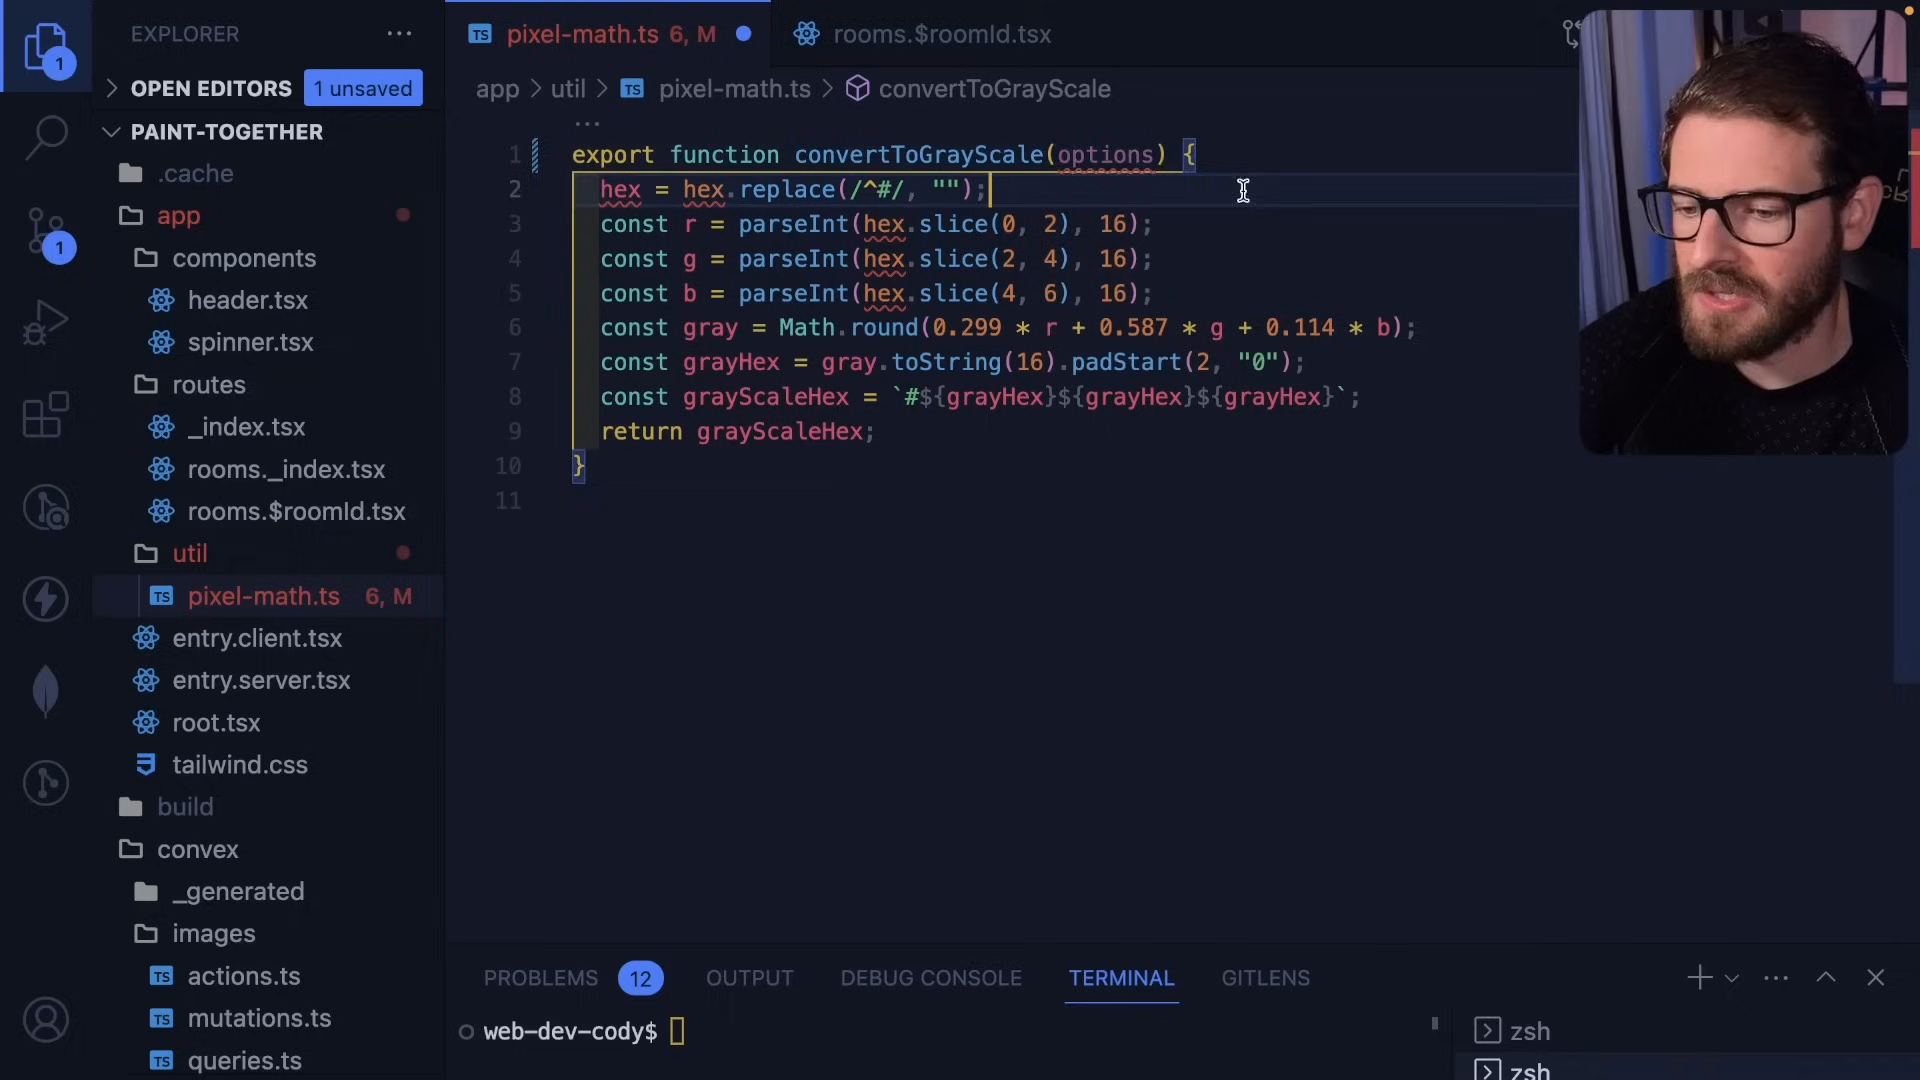 EXPLORER
OPEN EDITORS 1 unsaved
PAINT-TOGETHER
.cache
app
components
header.tsx
spinner.tsx
routes
_index.tsx
rooms._index.tsx
rooms.$roomId.tsx
util
pixel-math.ts 6, M
entry.client.tsx
entry.server.tsx
root.tsx
tailwind.css
build
convex
_generated
images
actions.ts
mutations.ts
queries.ts
1
1
TS pixel-math.ts 6, M
rooms.$roomId.tsx
app > util > TS pixel-math.ts > convertToGrayScale
...
1 export function convertToGrayScale(options) {
2 hex = hex.replace(/^#/, "");
3 const r = parseInt(hex.slice(0, 2), 16);
4 const g = parseInt(hex.slice(2, 4), 16);
5 const b = parseInt(hex.slice(4, 6), 16);
6 const gray = Math.round(0.299 * r + 0.587 * g + 0.114 * b);
7 const grayHex = gray.toString(16).padStart(2, "0");
8 const grayScaleHex = `#${grayHex}${grayHex}${grayHex}`;
9 return grayScaleHex;
10 }
11
PROBLEMS 12 OUTPUT DEBUG CONSOLE TERMINAL GITLENS
web-dev-cody$
zsh
zsh